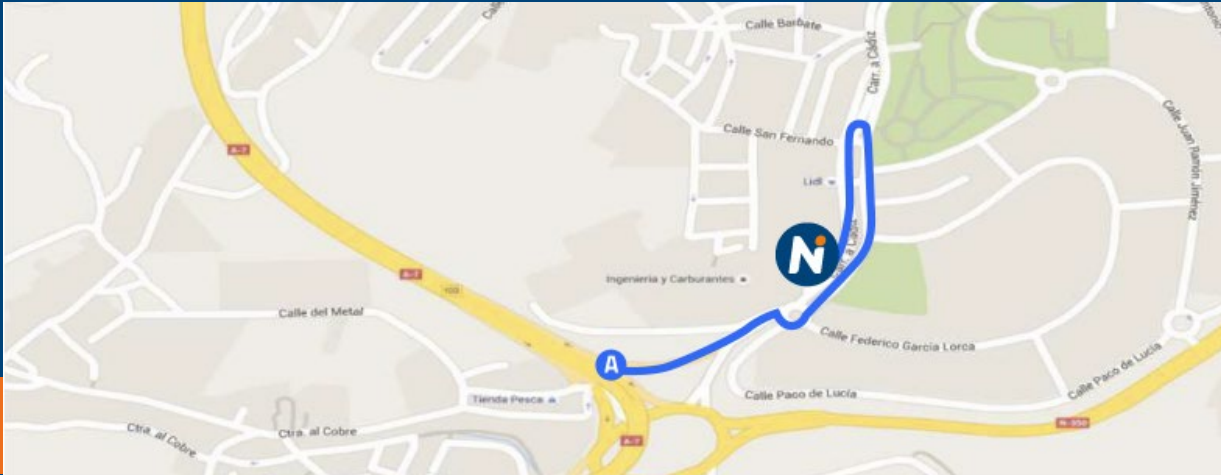 Calle Barbate
Carr. a Cádiz
Calle San Fernando
Calle Juan Ramón Jiménez
A-7
Lidl
N
Carr. a Cádiz
Ingeniería y Carburantes
A-7
103
Calle del Metal
Calle Federico García Lorca
A
Calle Paco de Lucía
Tienda Pesca
Calle Paco de Lucía
N-350
Ctra. al Cobre
Ctra. al Cobre
A-7